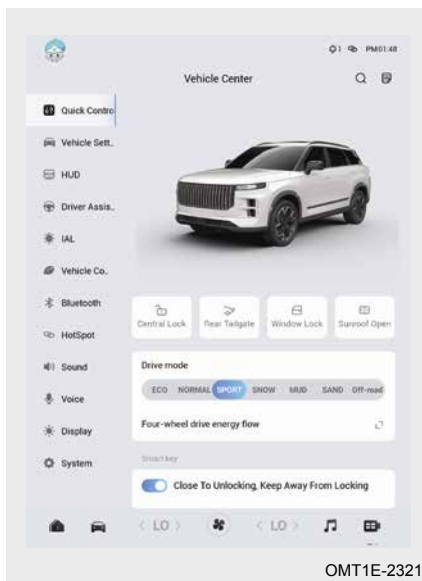 1 PM01:48
Vehicle Center
Quick Contro
Vehicle Sett..
HUD
Driver Assis..
IAL
Vehicle Co..
Bluetooth
HotSpot
Sound
Voice
Display
System
Central Lock Rear Tailgate Window Lock Sunroof Open
Drive mode
ECO NORMAL SPORT SNOW MUD SAND Off-road
Four-wheel drive energy flow
Smart key
Close To Unlocking, Keep Away From Locking
< LO > < LO >
OMT1E-2321